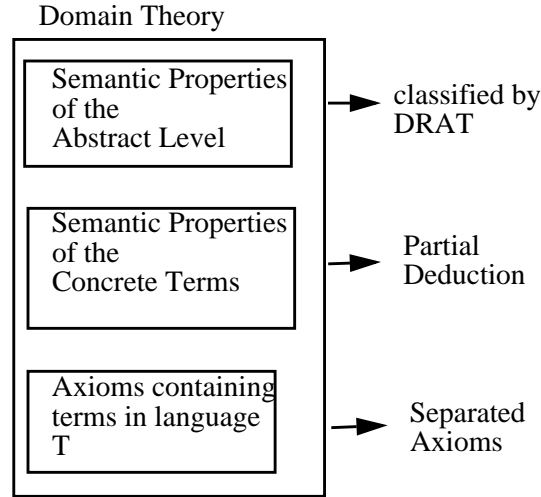 Domain Theory
Semantic Properties
of the
Abstract Level
classified by
DRAT
Semantic Properties
of the
Concrete Terms
Partial
Deduction
Axioms containing
terms in language
T
Separated
Axioms